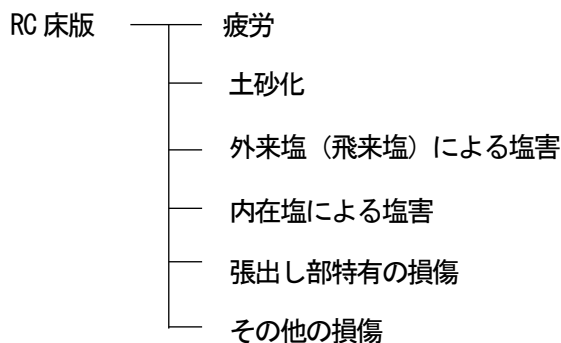 RC床版
疲労
土砂化
外来塩（飛来塩）による塩害
内在塩による塩害
張出し部特有の損傷
その他の損傷